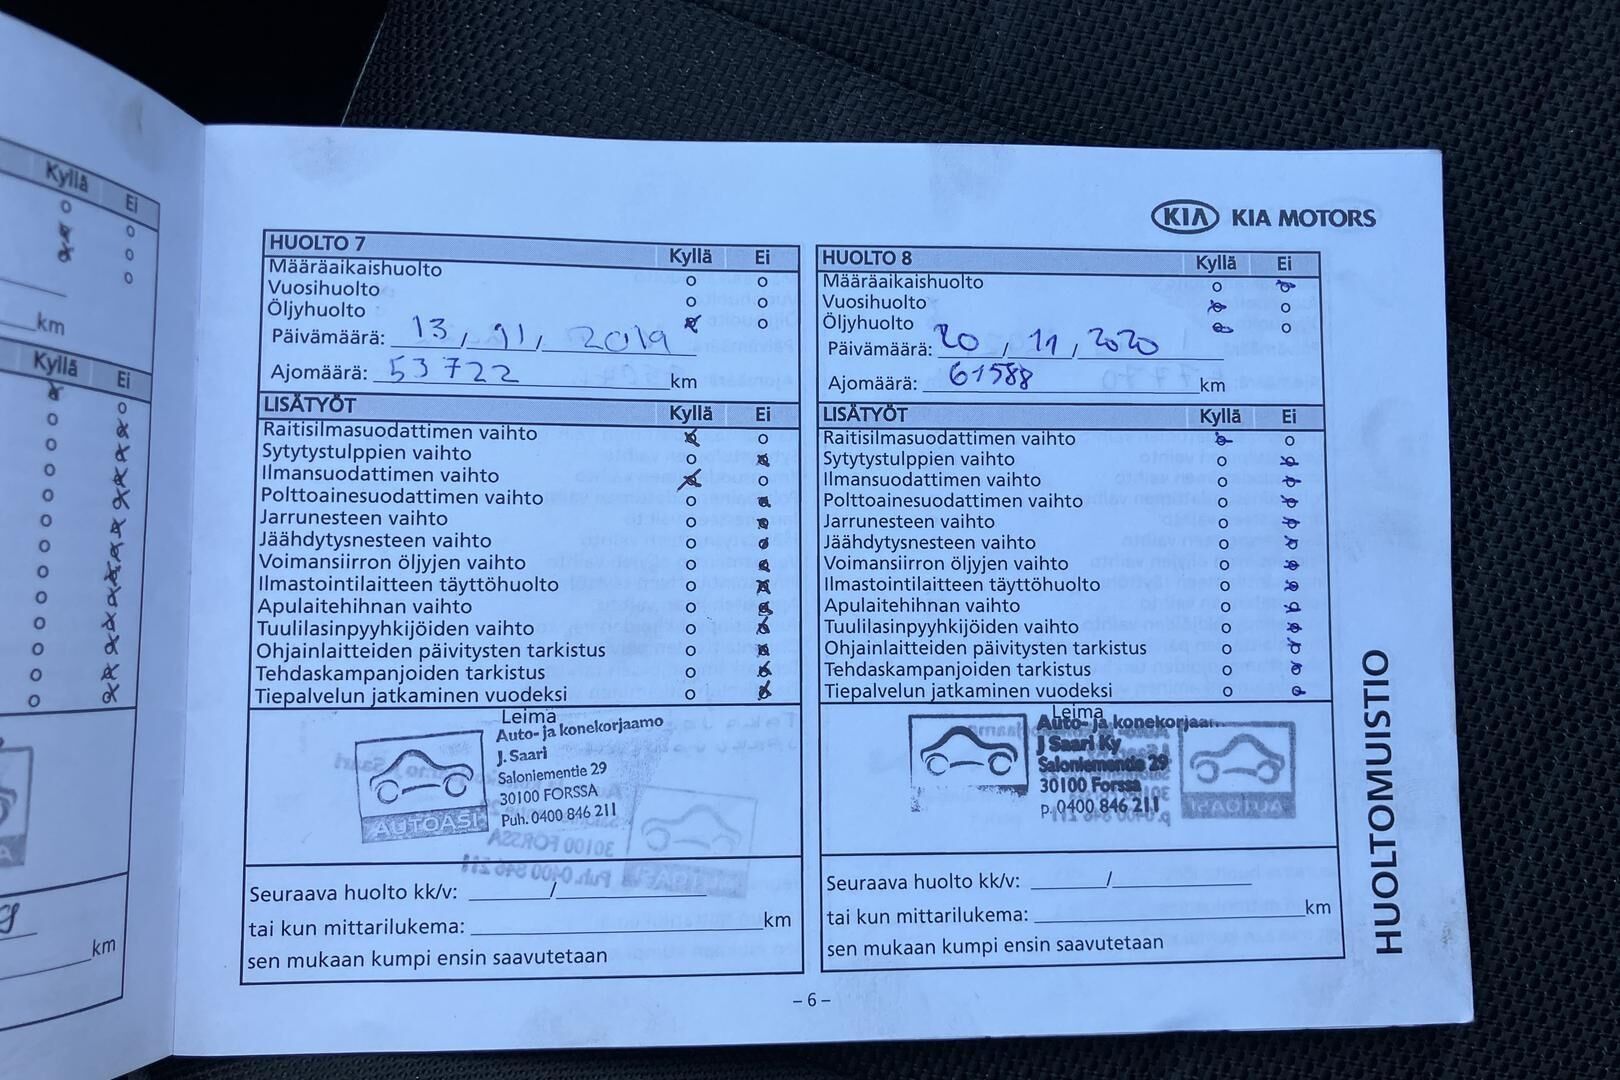 Kyllä Ei
km
Kyllä Ei
km
KIA KIA MOTORS
HUOLTO 7 Kyllä Ei
Määräaikaishuolto o o
Vuosihuolto o o
Öljyhuolto o
Päivämäärä: 13 / 11 / 2019
Ajomäärä: 53722 km
LISÄTYÖT Kyllä Ei
Raitisilmasuodattimen vaihto o
Sytytystulppien vaihto o
Ilmansuodattimen vaihto o
Polttoainesuodattimen vaihto o
Jarrunesteen vaihto o
Jäähdytysnesteen vaihto o
Voimansiirron öljyjen vaihto o
Ilmastointilaitteen täyttöhuolto o
Apulaitehihnan vaihto o
Tuulilasinpyyhkijöiden vaihto o
Ohjainlaitteiden päivitysten tarkistus o
Tehdaskampanjoiden tarkistus o
Tiepalvelun jatkaminen vuodeksi o
Leima
Auto- ja konekorjaamo
J. Saari
Saloniementie 29
30100 FORSSA
Puh. 0400 846 211
AUTOASI
Seuraava huolto kk/v: /
tai kun mittarilukema: km
sen mukaan kumpi ensin saavutetaan
HUOLTO 8 Kyllä Ei
Määräaikaishuolto o
Vuosihuolto o
Öljyhuolto o
Päivämäärä: 20 / 11 / 2020
Ajomäärä: 61588 km
LISÄTYÖT Kyllä Ei
Raitisilmasuodattimen vaihto o
Sytytystulppien vaihto o
Ilmansuodattimen vaihto o
Polttoainesuodattimen vaihto o
Jarrunesteen vaihto o
Jäähdytysnesteen vaihto o
Voimansiirron öljyjen vaihto o
Ilmastointilaitteen täyttöhuolto o
Apulaitehihnan vaihto o
Tuulilasinpyyhkijöiden vaihto o
Ohjainlaitteiden päivitysten tarkistus o
Tehdaskampanjoiden tarkistus o
Tiepalvelun jatkaminen vuodeksi o
Leima
Auto- ja konekorjaam
J Saari Ky
Saloniementie 29
30100 Forssa
p. 0400 846 211
Seuraava huolto kk/v: /
tai kun mittarilukema: km
sen mukaan kumpi ensin saavutetaan
HUOLTOMUISTIO
– 6 –